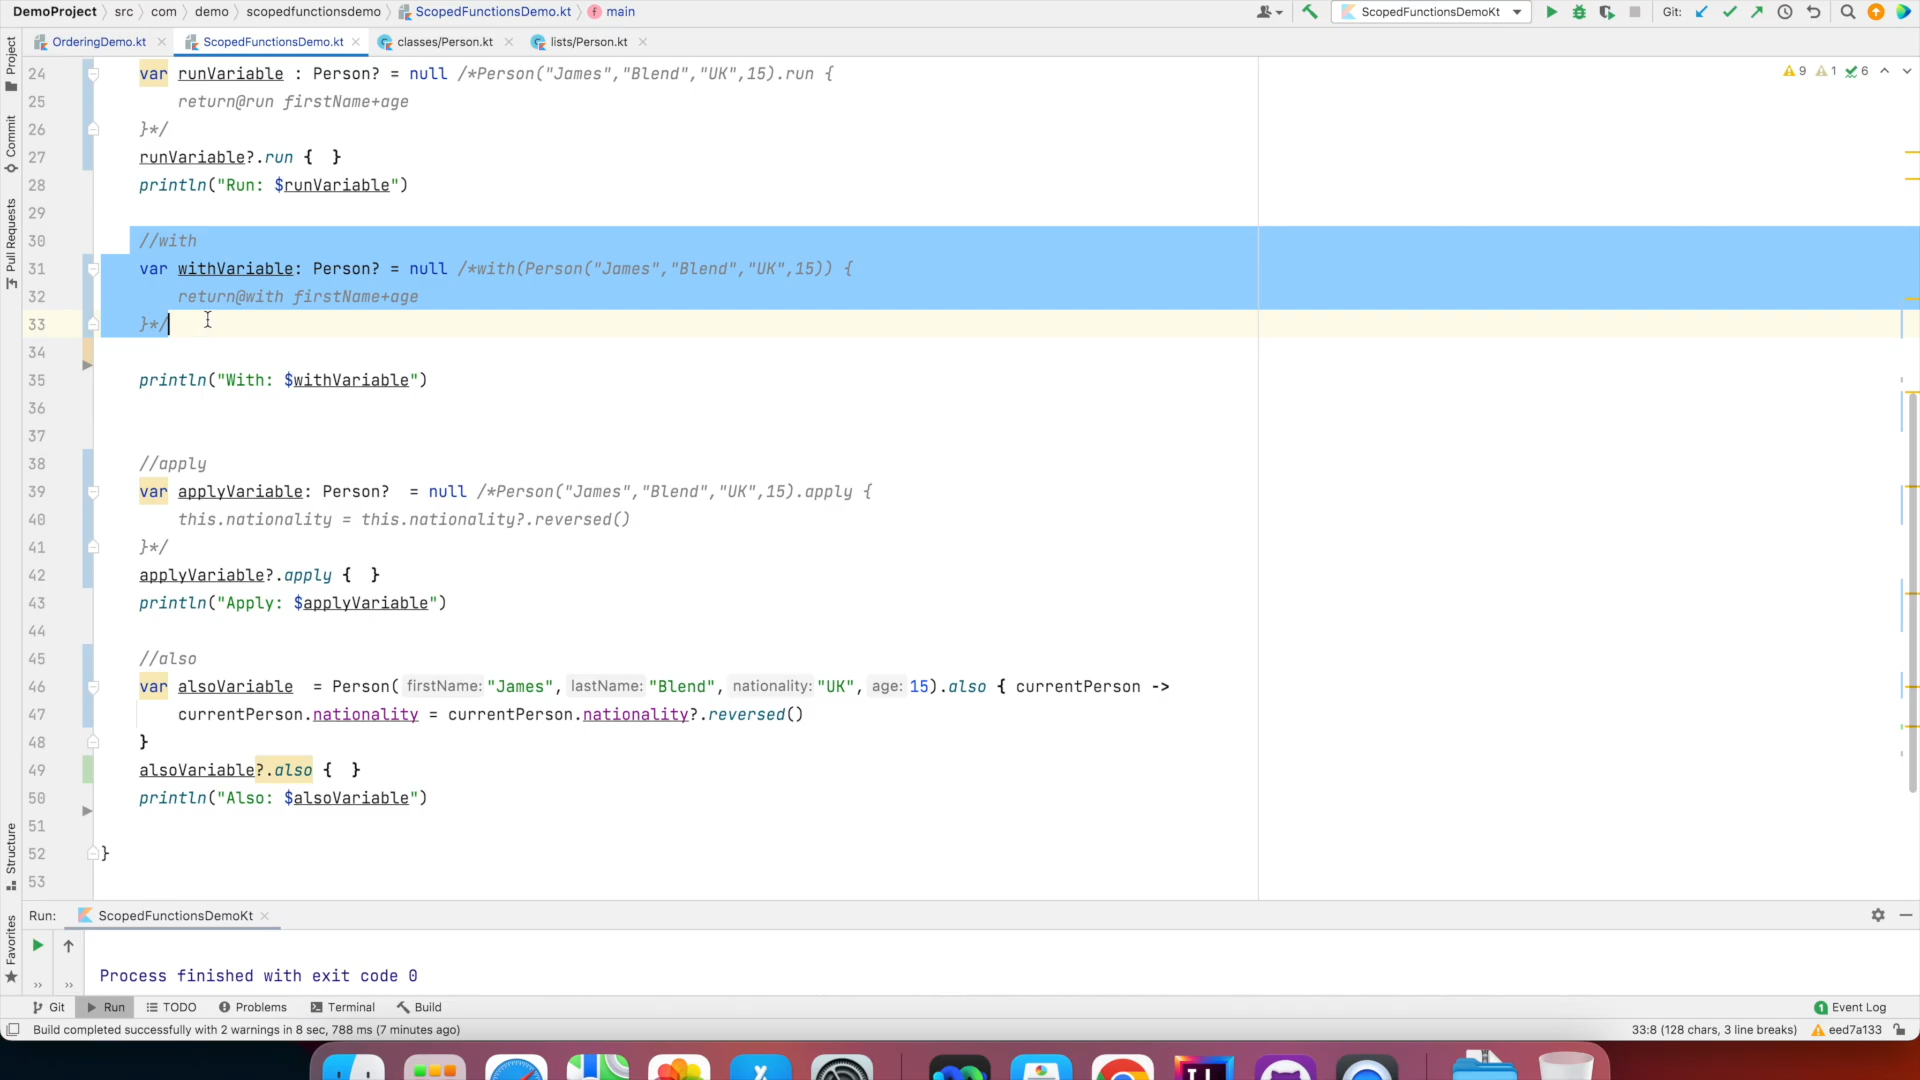 DemoProject src com demo scopedfunctionsdemo ScopedFunctionsDemo.kt main ScopedFunctionsDemoKt Git:
OrderingDemo.kt ScopedFunctionsDemo.kt classes/Person.kt lists/Person.kt
Project
Commit
Pull Requests
Structure
Favorites
9 1 6
24 var runVariable : Person? = null /*Person("James","Blend","UK",15).run {
25 return@run firstName+age
26 }*/
27 runVariable?.run {  }
28 println("Run: $runVariable")
29
30 //with
31 var withVariable: Person? = null /*with(Person("James","Blend","UK",15)) {
32 return@with firstName+age
33 }*/
34
35 println("With: $withVariable")
36
37
38 //apply
39 var applyVariable: Person?  = null /*Person("James","Blend","UK",15).apply {
40 this.nationality = this.nationality?.reversed()
41 }*/
42 applyVariable?.apply {  }
43 println("Apply: $applyVariable")
44
45 //also
46 var alsoVariable  = Person( firstName: "James", lastName: "Blend", nationality: "UK", age: 15).also { currentPerson ->
47 currentPerson.nationality = currentPerson.nationality?.reversed()
48 }
49 alsoVariable?.also {  }
50 println("Also: $alsoVariable")
51
52 }
53
Run: ScopedFunctionsDemoKt
Process finished with exit code 0
Git Run TODO Problems Terminal Build 1 Event Log
Build completed successfully with 2 warnings in 8 sec, 788 ms (7 minutes ago) 33:8 (128 chars, 3 line breaks) eed7a133